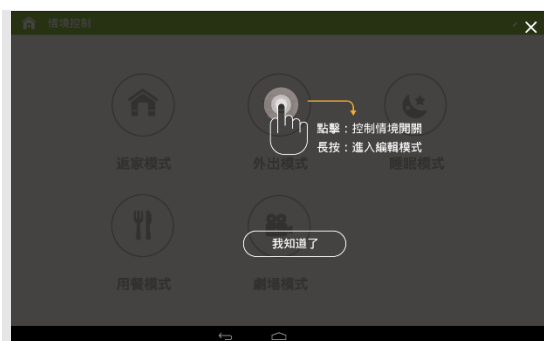 情境控制
點擊：控制情境開關
長按：進入編輯模式
返家模式
外出模式
睡眠模式
我知道了
用餐模式
劇場模式